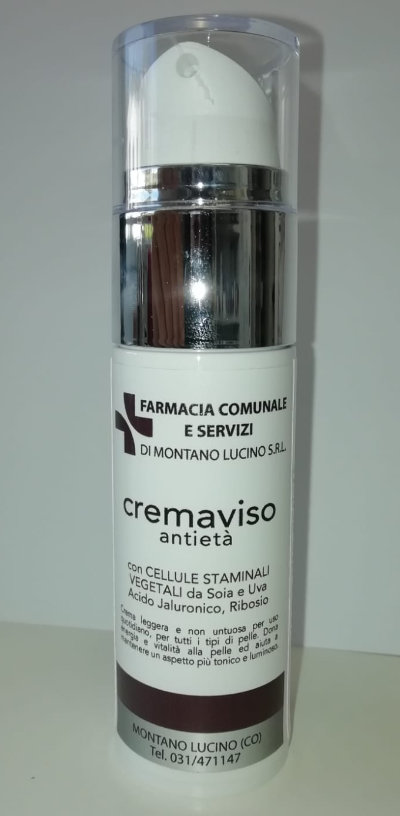 FARMACIA COMUNALE
E SERVIZI
DI MONTANO LUCINO S.R.L.
cremaviso
antietà
con CELLULE STAMINALI
VEGETALI da Soia e Uva
Acido Jaluronico, Ribosio
Crema leggera e non untuosa per uso
quotidiano, per tutti i tipi di pelle. Dona
energia e vitalità alla pelle ed aiuta a
mantenere un aspetto più tonico e luminoso.
MONTANO LUCINO (CO)
Tel. 031/471147